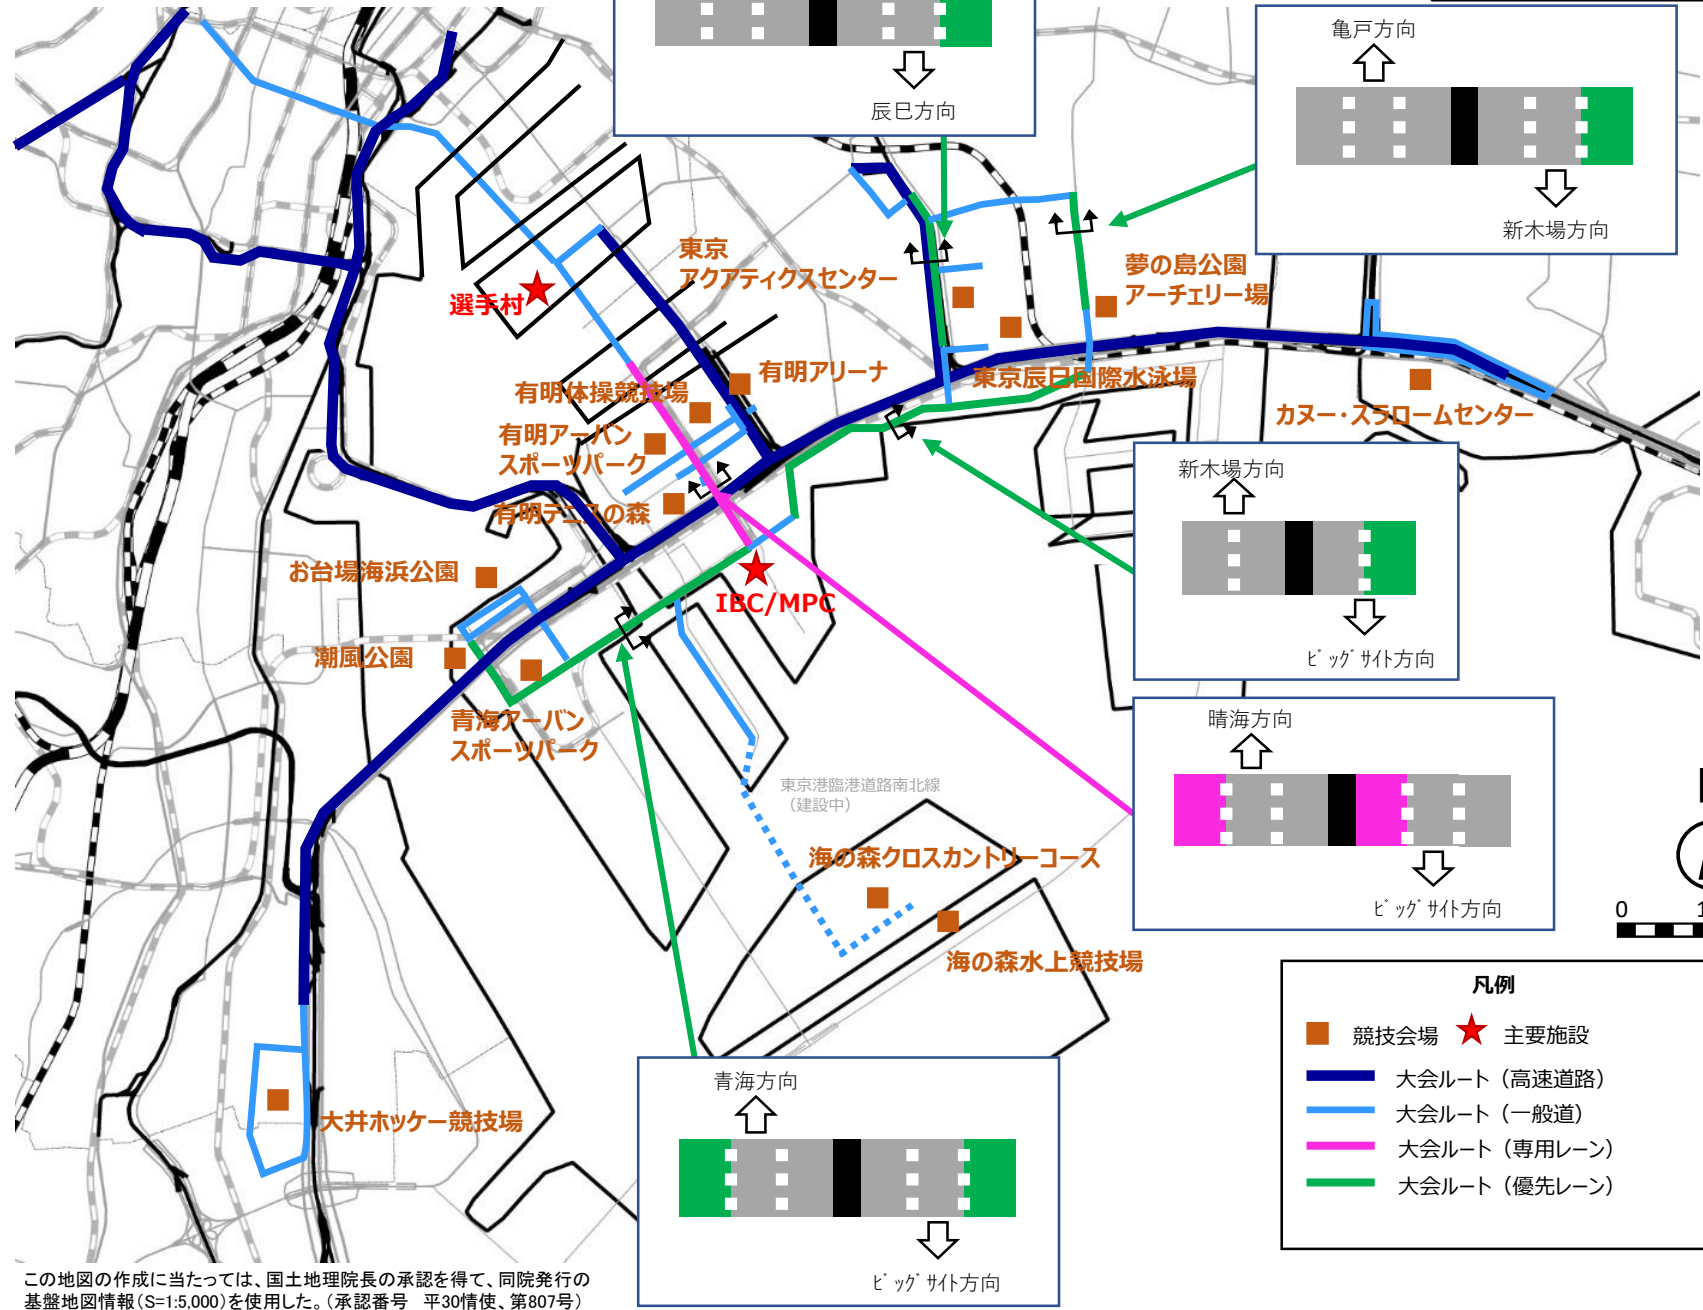 辰巳方向
亀戸方向
新木場方向
東京
アクアティクスセンター
夢の島公園
アーチェリー場
選手村
有明アリーナ
有明体操競技場
東京辰巳国際水泳場
カヌー・スラロームセンター
有明アーバン
スポーツパーク
有明テニスの森
新木場方向
ビッグサイト方向
お台場海浜公園
IBC/MPC
潮風公園
青海アーバン
スポーツパーク
晴海方向
ビッグサイト方向
東京港臨港道路南北線
（建設中）
海の森クロスカントリーコース
海の森水上競技場
0
凡例
競技会場
主要施設
大会ルート（高速道路）
大会ルート（一般道）
大会ルート（専用レーン）
大会ルート（優先レーン）
青海方向
ビッグサイト方向
大井ホッケー競技場
この地図の作成に当たっては、国土地理院長の承認を得て、同院発行の
基盤地図情報（S=1:5,000）を使用した。（承認番号　平30情使、第807号）